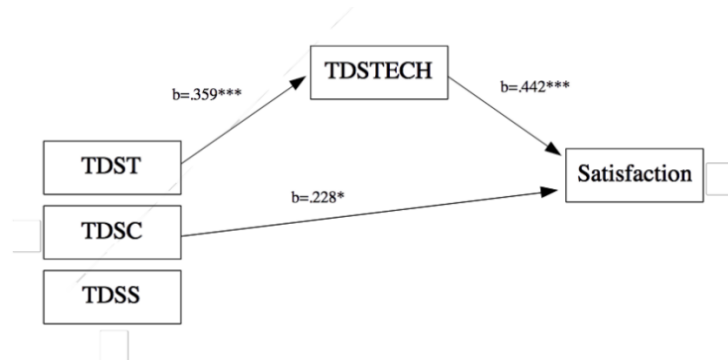 TDSTECH
b=.359***
b=.442***
TDST
Satisfaction
b=.228*
TDSC
TDSS